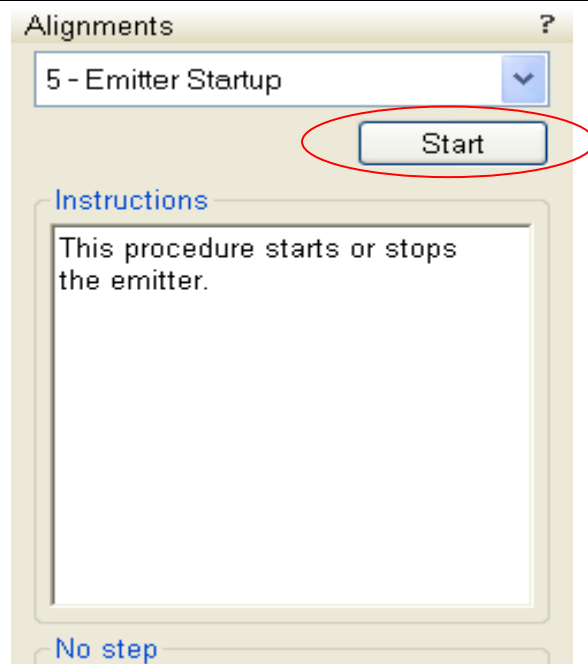 Alignments ?
5 - Emitter Startup
Start
Instructions
This procedure starts or stops
the emitter.
No step